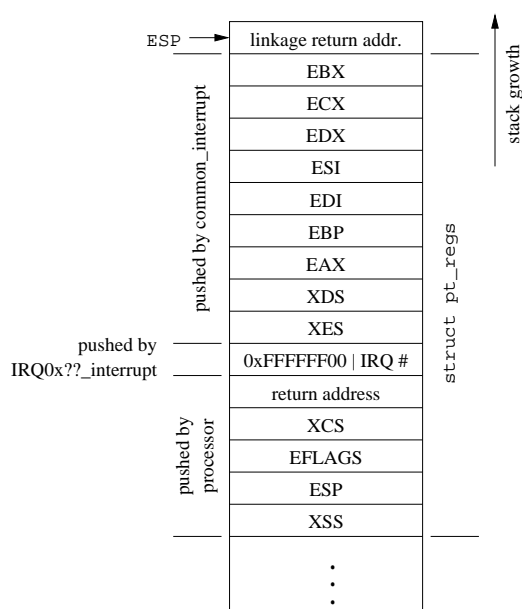 ESP
linkage return addr.
EBX
ECX
EDX
ESI
EDI
EBP
EAX
XDS
XES
0xFFFFFF00 | IRQ #
return address
XCS
EFLAGS
ESP
XSS
pushed by common_interrupt
pushed by
IRQ0x??_interrupt
pushed by
processor
struct pt_regs
stack growth